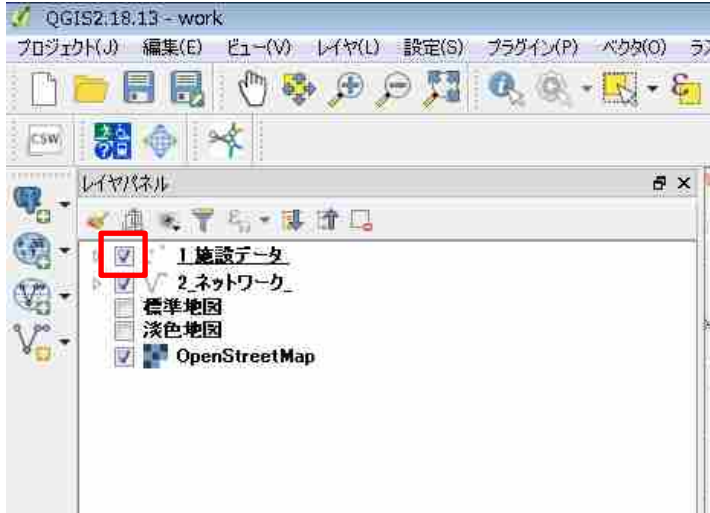 QGIS2.18.13 - work
プロジェクト(J) 編集(E) ビュー(V) レイヤ(L) 設定(S) プラグイン(P) ベクタ(O)
CSW
レイヤパネル
1_施設データ_
2_ネットワーク_
標準地図
淡色地図
OpenStreetMap